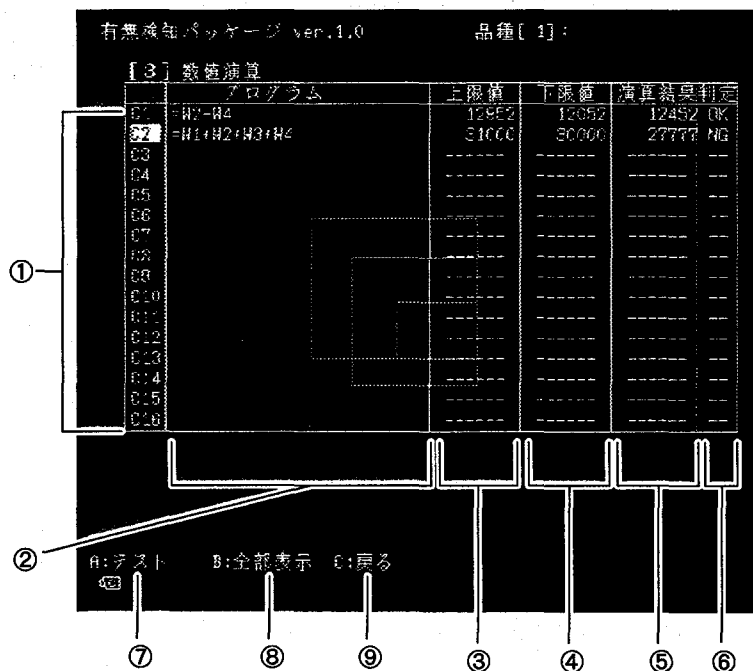 有無検知パッケージ ver.1.0 品種[ 1]:
[3] 数値演算
プログラム 上限値 下限値 演算結果 判定
C1 =W2-W4 12952 12052 12452 OK
C2 =W1+W2+W3+W4 31000 30000 27777 NG
C3 ------ ------ ------ --
C4 ------ ------ ------ --
C5 ------ ------ ------ --
C6 ------ ------ ------ --
C7 ------ ------ ------ --
C8 ------ ------ ------ --
C9 ------ ------ ------ --
C10 ------ ------ ------ --
C11 ------ ------ ------ --
C12 ------ ------ ------ --
C13 ------ ------ ------ --
C14 ------ ------ ------ --
C15 ------ ------ ------ --
C16 ------ ------ ------ --
①
②
A:テスト B:全部表示 C:戻る
⑦ ⑧ ⑨ ③ ④ ⑤ ⑥